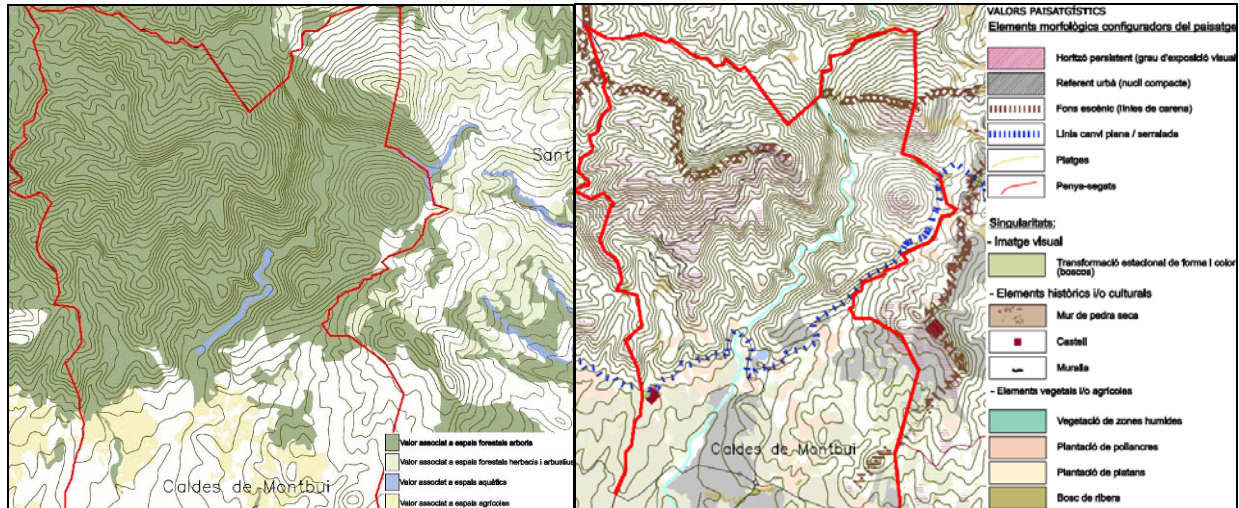 Sant
Caldes de Montbui
Valor associat a espais forestals arboris
Valor associat a espais forestals herbacis i arbustius
Valor associat a espais aquàtics
Valor associat a espais agrícoles
Caldes de Montbui
VALORS PAISATGÍSTICS
Elements morfològics configuradors del paisatge
Horitzó persistent (grau d'exposició visual
Referent urbà (nucli compacte)
Fons escènic (línies de carena)
Línia canvi plana / serralada
Platges
Penya-segats
Singularitats:
- Imatge visual
Transformació estacional de forma i color
(boscos)
- Elements històrics i/o culturals
Mur de pedra seca
Castell
Muralla
- Elements vegetals i/o agrícoles
Vegetació de zones humides
Plantació de pollancres
Plantació de platans
Bosc de ribera